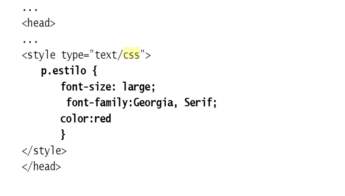 ...
<head>
...
<style type="text/css">
p.estilo {
font-size: large;
font-family:Georgia, Serif;
color:red
}
</style>
</head>